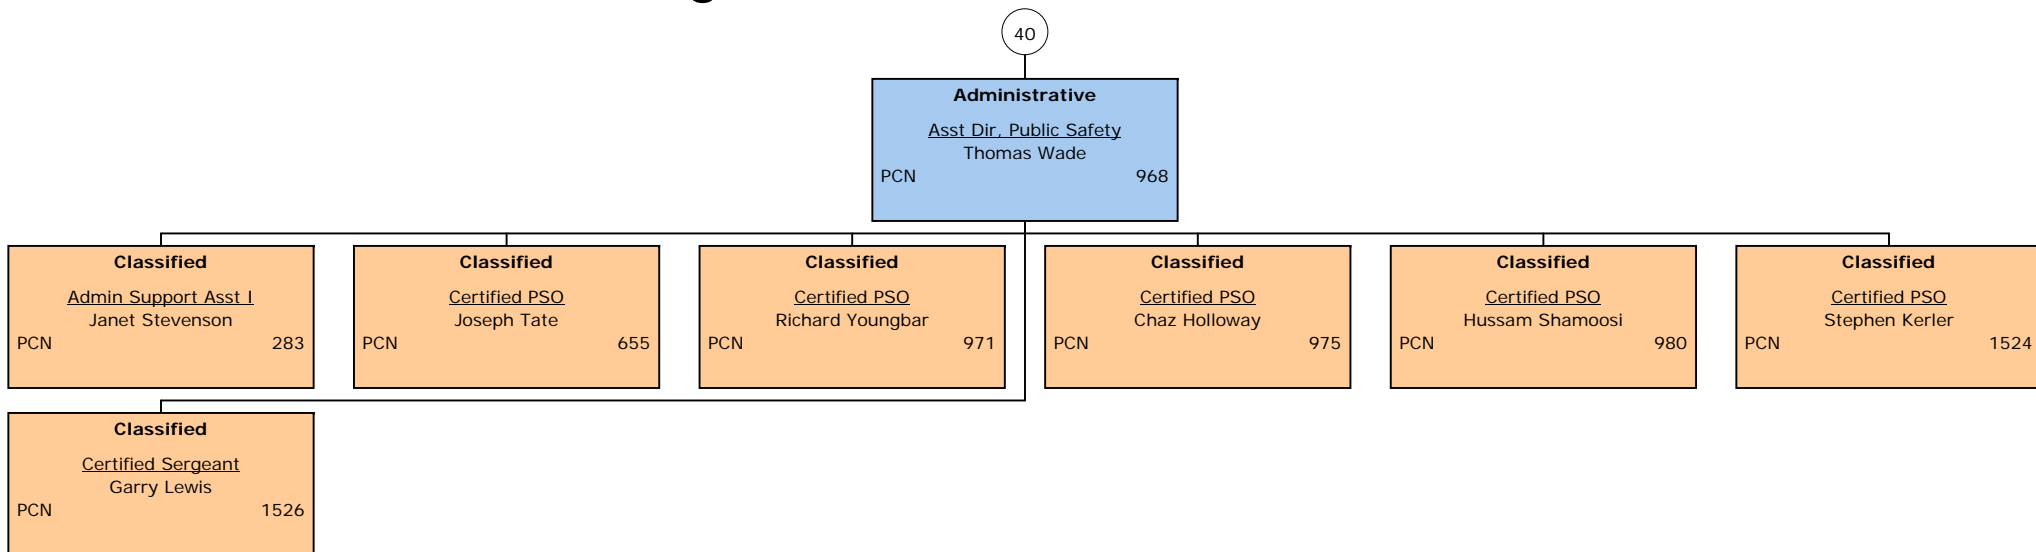 40
Administrative
Asst Dir, Public Safety
Thomas Wade
PCN 968
Classified
Admin Support Asst I
Janet Stevenson
PCN 283
Classified
Certified PSO
Joseph Tate
PCN 655
Classified
Certified PSO
Richard Youngbar
PCN 971
Classified
Certified PSO
Chaz Holloway
PCN 975
Classified
Certified PSO
Hussam Shamoosi
PCN 980
Classified
Certified PSO
Stephen Kerler
PCN 1524
Classified
Certified Sergeant
Garry Lewis
PCN 1526